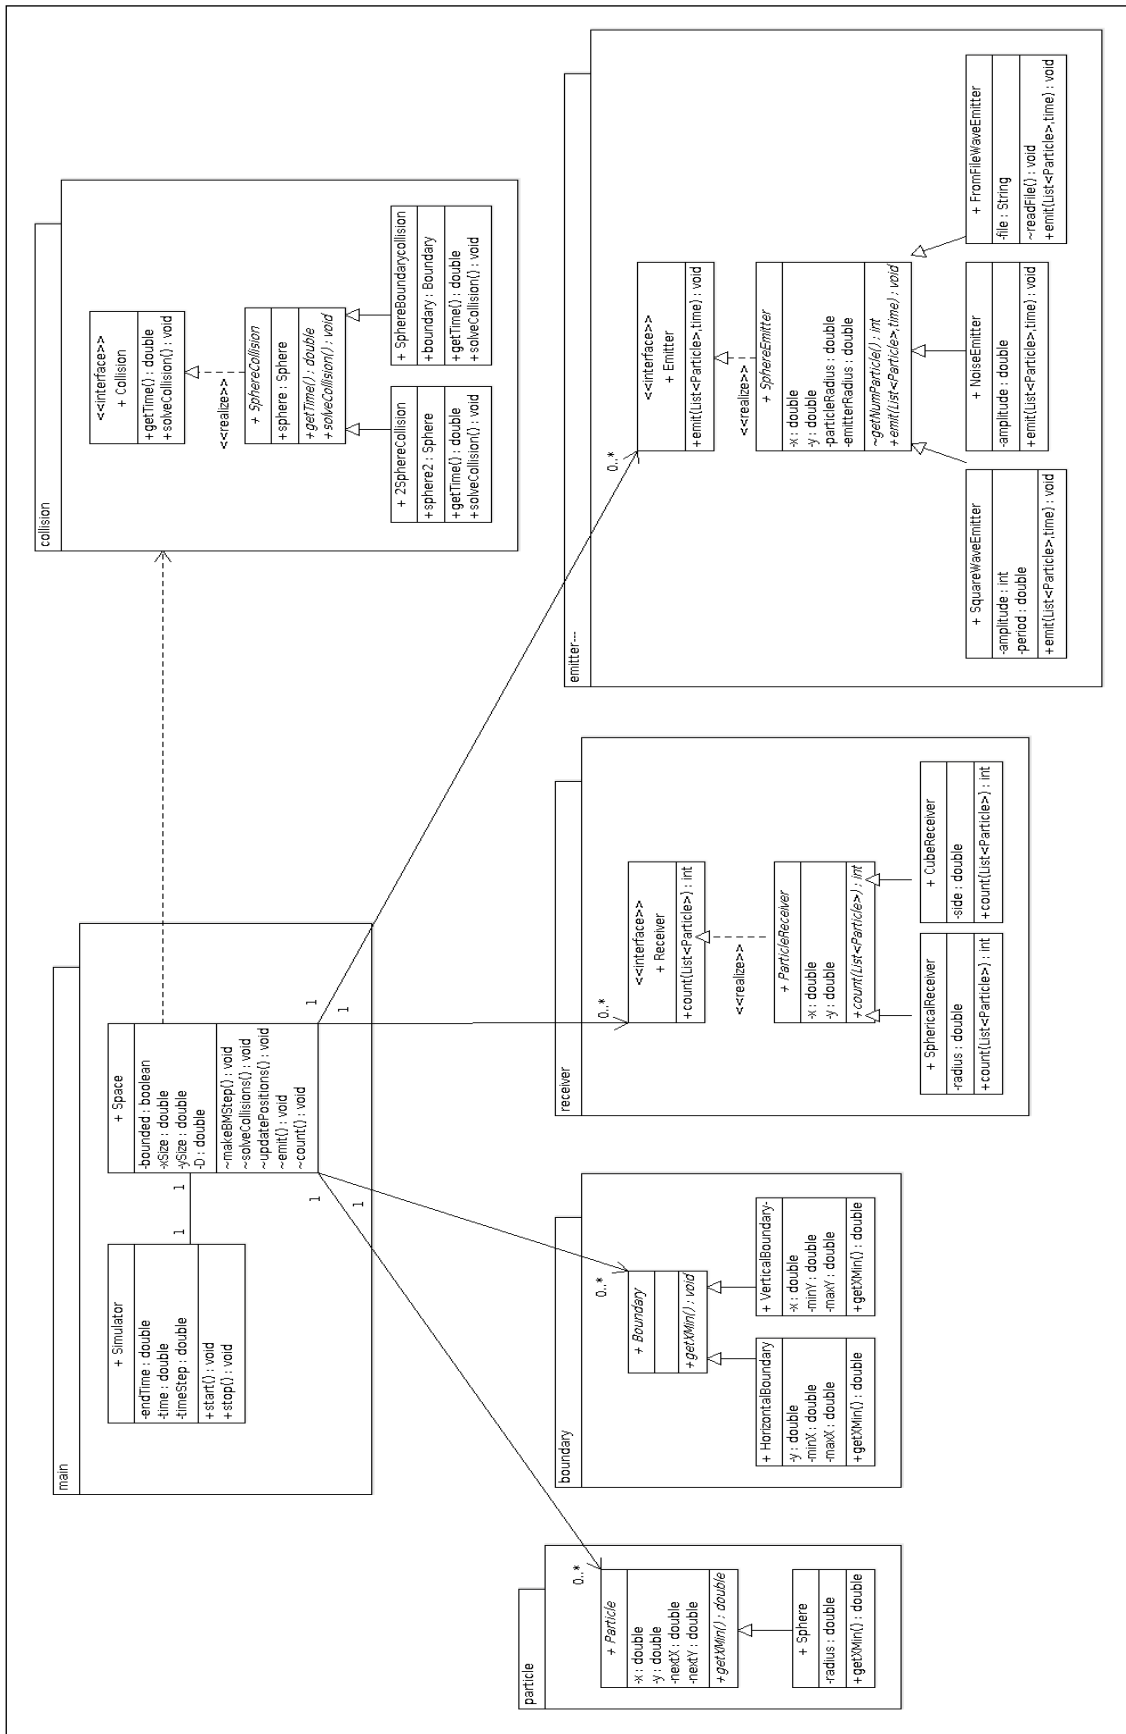 main
+ Simulator
-endTime : double
-time : double
-timeStep : double
+start() : void
+stop() : void
1
1
+ Space
-bounded : boolean
-xSize : double
-ySize : double
-D : double
~makeBMStep() : void
~solveCollisions() : void
~updatePositions() : void
~emit() : void
~count() : void
1
1
1
1
collision
<<interface>>
+ Collision
+getTime() : double
+solveCollision() : void
<<realize>>
+ SphereCollision
+sphere : Sphere
+getTime() : double
+solveCollision() : void
+ 2SphereCollision
+sphere2 : Sphere
+getTime() : double
+solveCollision() : void
+ SphereBoundarycollision
+boundary : Boundary
+getTime() : double
+solveCollision() : void
particle
0..*
+ Particle
-x : double
-y : double
-nextX : double
-nextY : double
+getXMin() : double
+ Sphere
-radius : double
+getXMin() : double
boundary
0..*
+ Boundary
+getXMin() : void
+ HorizontalBoundary
-y : double
-minX : double
-maxX : double
+getXMin() : double
+ VerticalBoundary-
-x : double
-minY : double
-maxY : double
+getXMin() : double
receiver
0..*
<<interface>>
+ Receiver
+count(List<Particle>) : int
<<realize>>
+ ParticleReceiver
-x : double
-y : double
+count(List<Particle>) : int
+ SphericalReceiver
-radius : double
+count(List<Particle>) : int
+ CubeReceiver
-side : double
+count(List<Particle>) : int
emitter---
0..*
<<interface>>
+ Emitter
+emit(List<Particle>,time) : void
<<realize>>
+ SphereEmitter
-x : double
-y : double
-particleRadius : double
-emitterRadius : double
~getNumParticle() : int
+emit(List<Particle>,time) : void
+ SquareWaveEmitter
-amplitude : int
-period : double
+emit(List<Particle>,time) : void
+ NoiseEmitter
-amplitude : double
+emit(List<Particle>,time) : void
+ FromFileWaveEmitter
-file : String
~readFile() : void
+emit(List<Particle>,time) : void